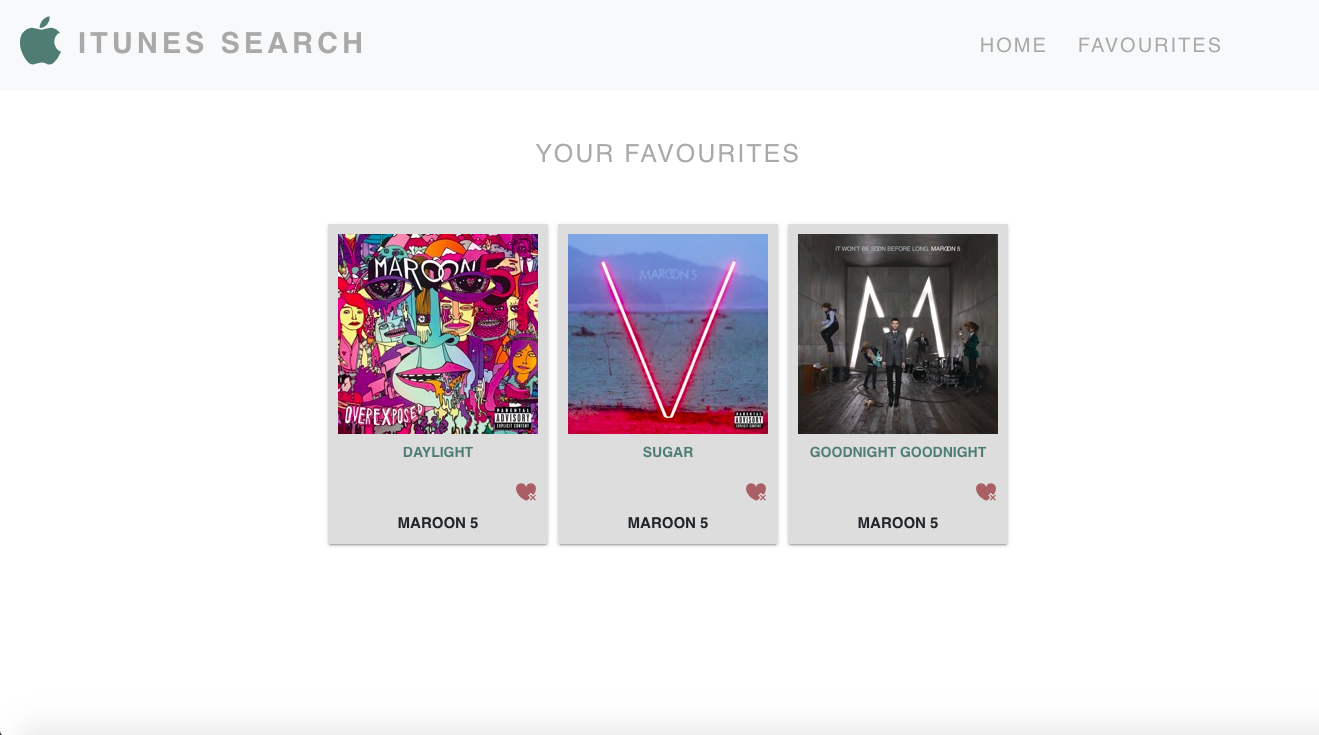 ITUNES SEARCH
HOME FAVOURITES
YOUR FAVOURITES
MAROON 5
OVEREXPOSED
PARENTAL
ADVISORY
EXPLICIT CONTENT
DAYLIGHT
MAROON 5
MAROON 5
PARENTAL
ADVISORY
EXPLICIT CONTENT
SUGAR
MAROON 5
IT WON'T BE SOON BEFORE LONG. MAROON 5
GOODNIGHT GOODNIGHT
MAROON 5